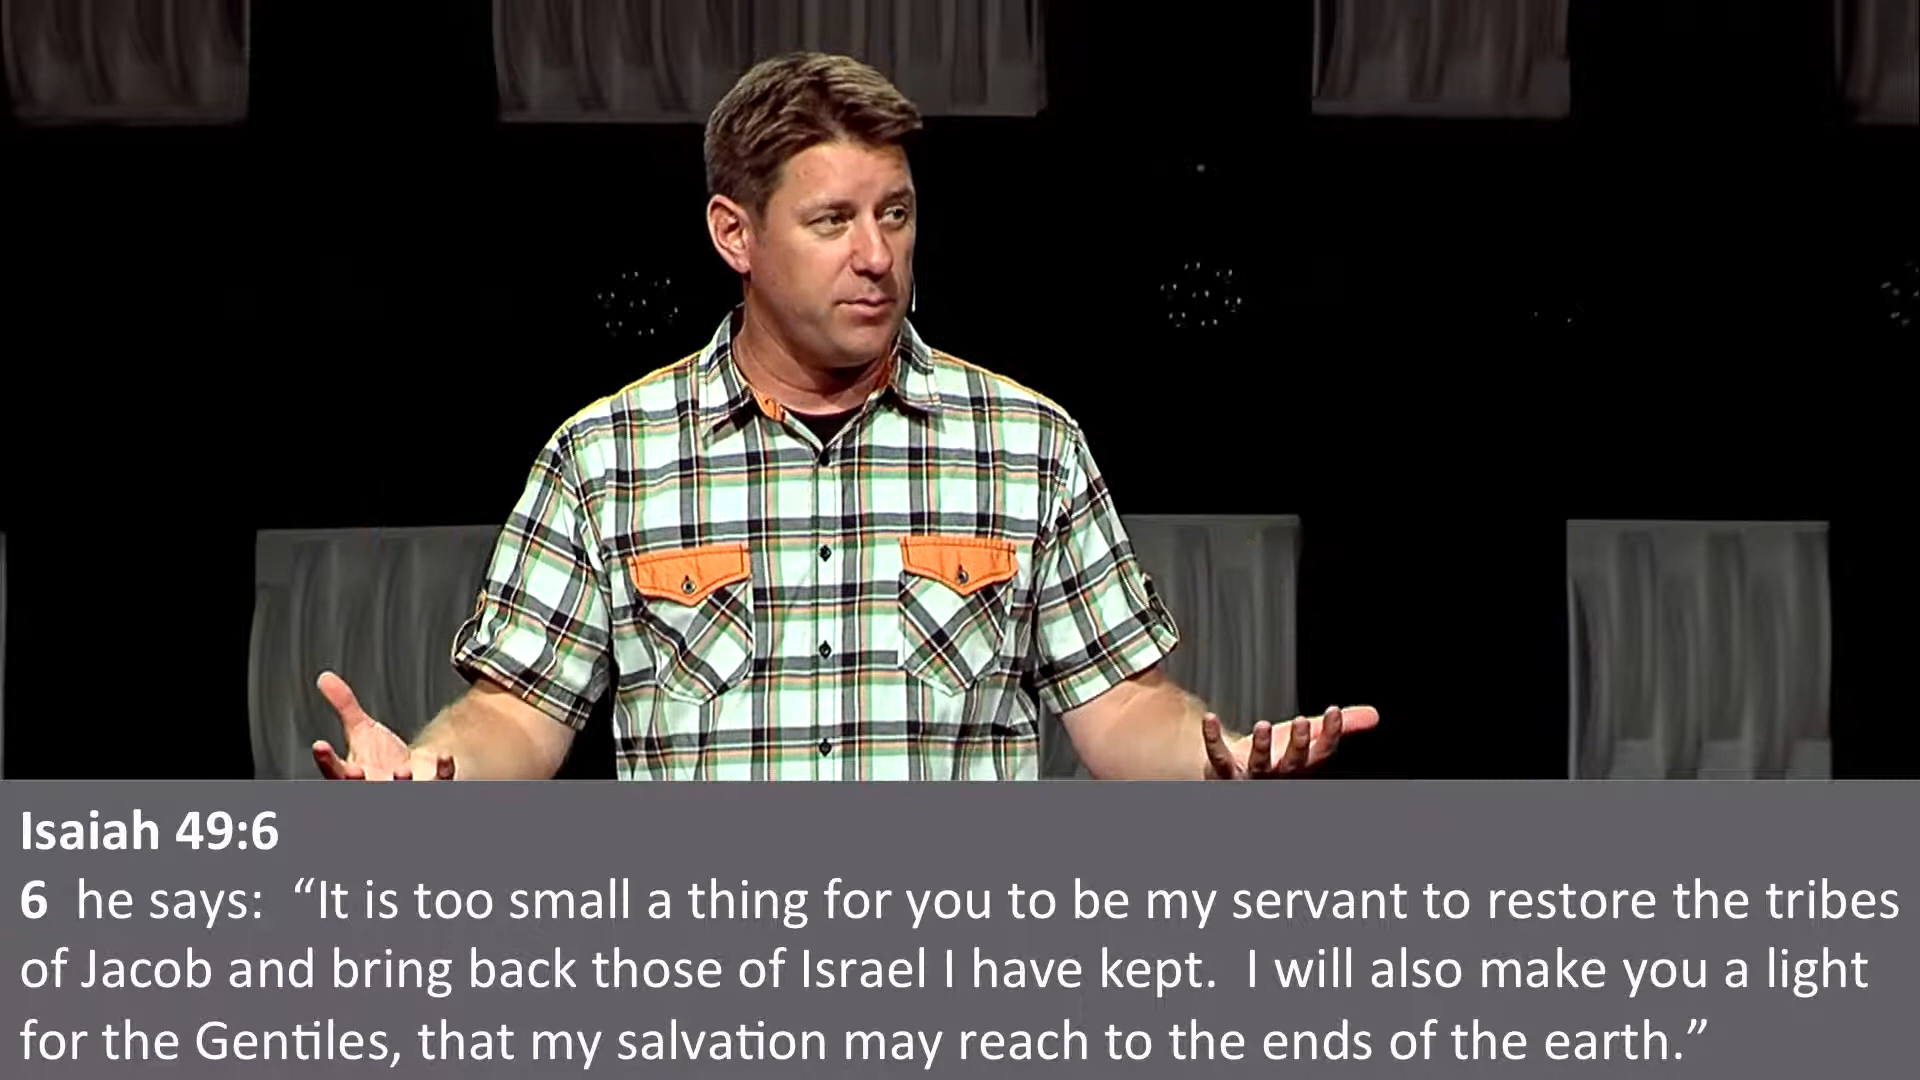 Isaiah 49:6
6 he says: “It is too small a thing for you to be my servant to restore the tribes
of Jacob and bring back those of Israel I have kept. I will also make you a light
for the Gentiles, that my salvation may reach to the ends of the earth.”